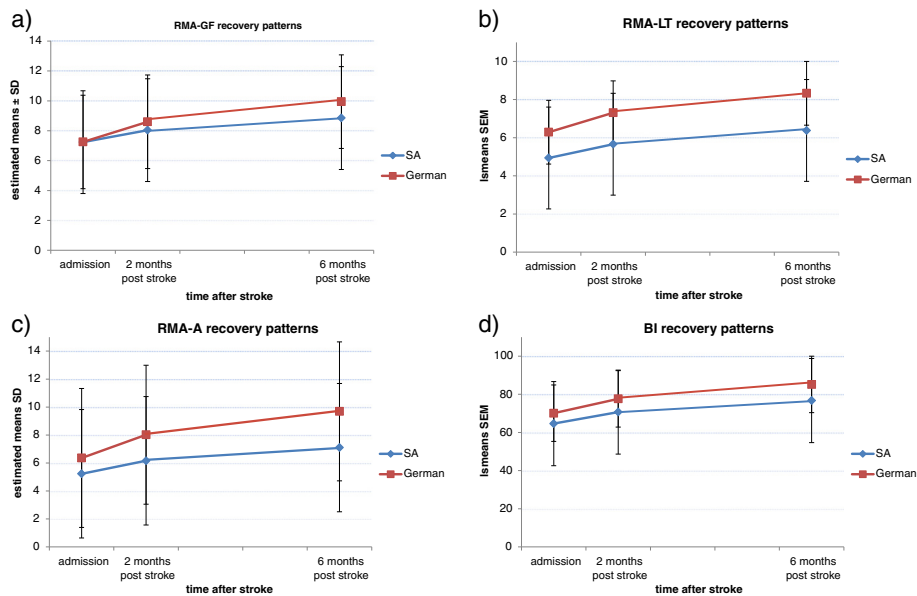 a)
RMA-GF recovery patterns
14
12
10
8
6
4
2
0
estimated means ± SD
admission
2 months
post stroke
6 months
post stroke
time after stroke
SA
German
b)
RMA-LT recovery patterns
10
8
6
4
2
0
lsmeans SEM
admission
2 months
post stroke
6 months
post stroke
time after stroke
SA
German
c)
RMA-A recovery patterns
14
12
10
8
6
4
2
0
estimated means SD
admission
2 months
post stroke
6 months
post stroke
time after stroke
SA
German
d)
BI recovery patterns
100
80
60
40
20
0
lsmeans SEM
admission
2 months
post stroke
6 months
post stroke
time after stroke
SA
German